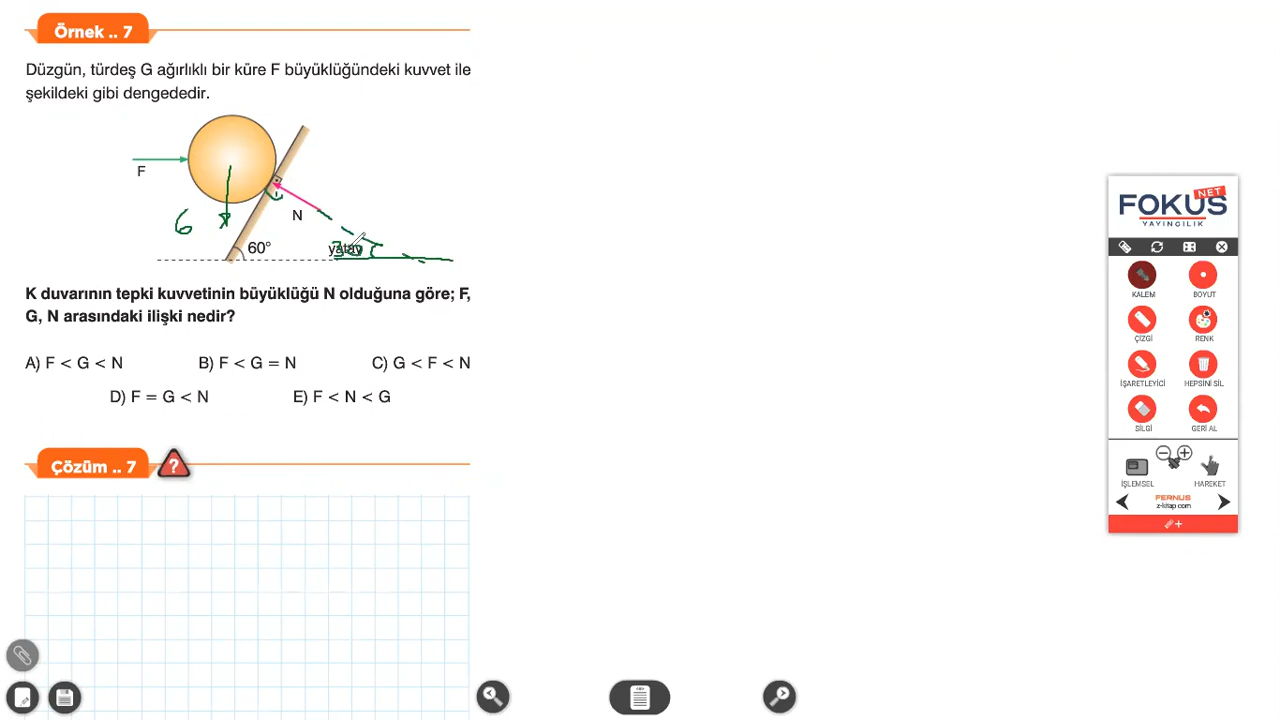 Örnek .. 7
Düzgün, türdeş G ağırlıklı bir küre F büyüklüğündeki kuvvet ile
şekildeki gibi dengededir.
F
N
G
60°
yatay
30
K duvarının tepki kuvvetinin büyüklüğü N olduğuna göre; F,
G, N arasındaki ilişki nedir?
A) F < G < N B) F < G = N C) G < F < N
D) F = G < N E) F < N < G
Çözüm .. 7
?
FOKUS NET
YAYINCILIK
KALEM BOYUT
ÇİZGİ RENK
İŞARETLEYİCİ HEPSİNİ SİL
SİLGİ GERİ AL
İŞLEMSEL HAREKET
PERNUS
z-kitap.com